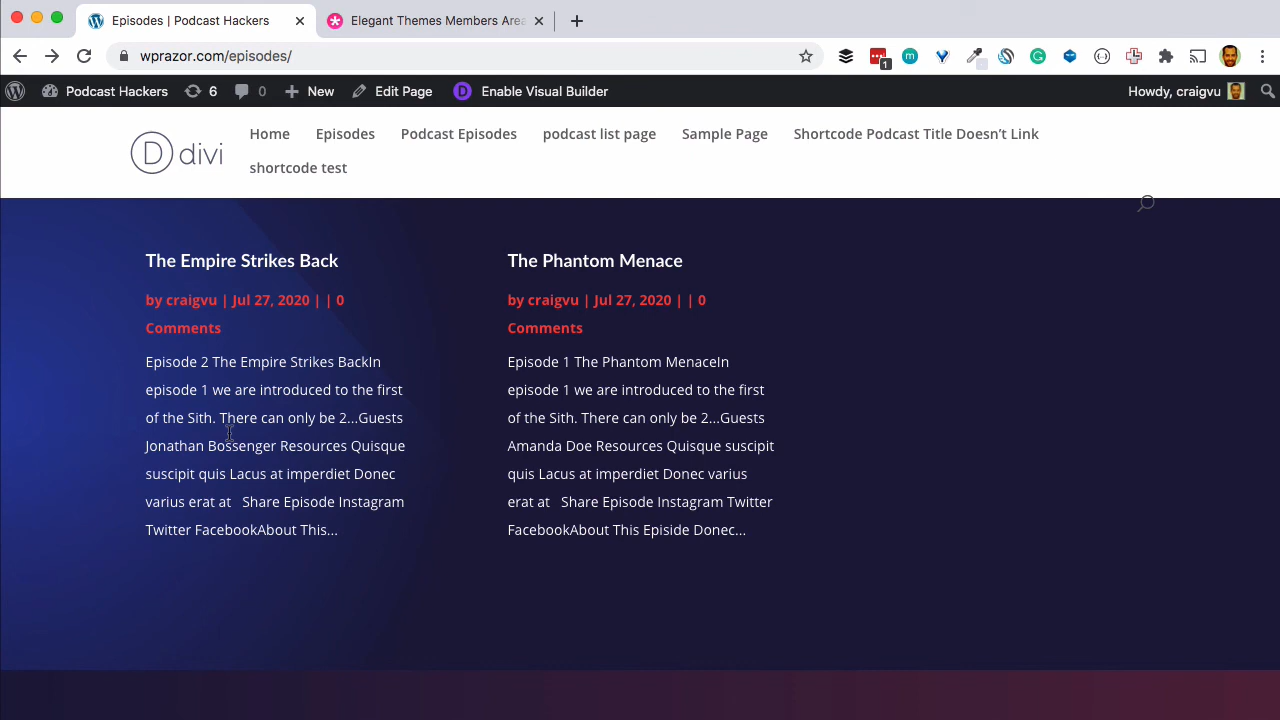 Episodes | Podcast Hackers
Elegant Themes Members Area
wprazor.com/episodes/
1
m
G
Podcast Hackers 6 0 New Edit Page D Enable Visual Builder Howdy, craigvu
D divi
Home Episodes Podcast Episodes podcast list page Sample Page Shortcode Podcast Title Doesn't Link
shortcode test
The Empire Strikes Back
by craigvu | Jul 27, 2020 | | 0
Comments
Episode 2 The Empire Strikes BackIn
episode 1 we are introduced to the first
of the Sith. There can only be 2...Guests
Jonathan Bossenger Resources Quisque
suscipit quis Lacus at imperdiet Donec
varius erat at   Share Episode Instagram
Twitter FacebookAbout This...
The Phantom Menace
by craigvu | Jul 27, 2020 | | 0
Comments
Episode 1 The Phantom MenaceIn
episode 1 we are introduced to the first
of the Sith. There can only be 2...Guests
Amanda Doe Resources Quisque suscipit
quis Lacus at imperdiet Donec varius
erat at   Share Episode Instagram Twitter
FacebookAbout This Episide Donec...